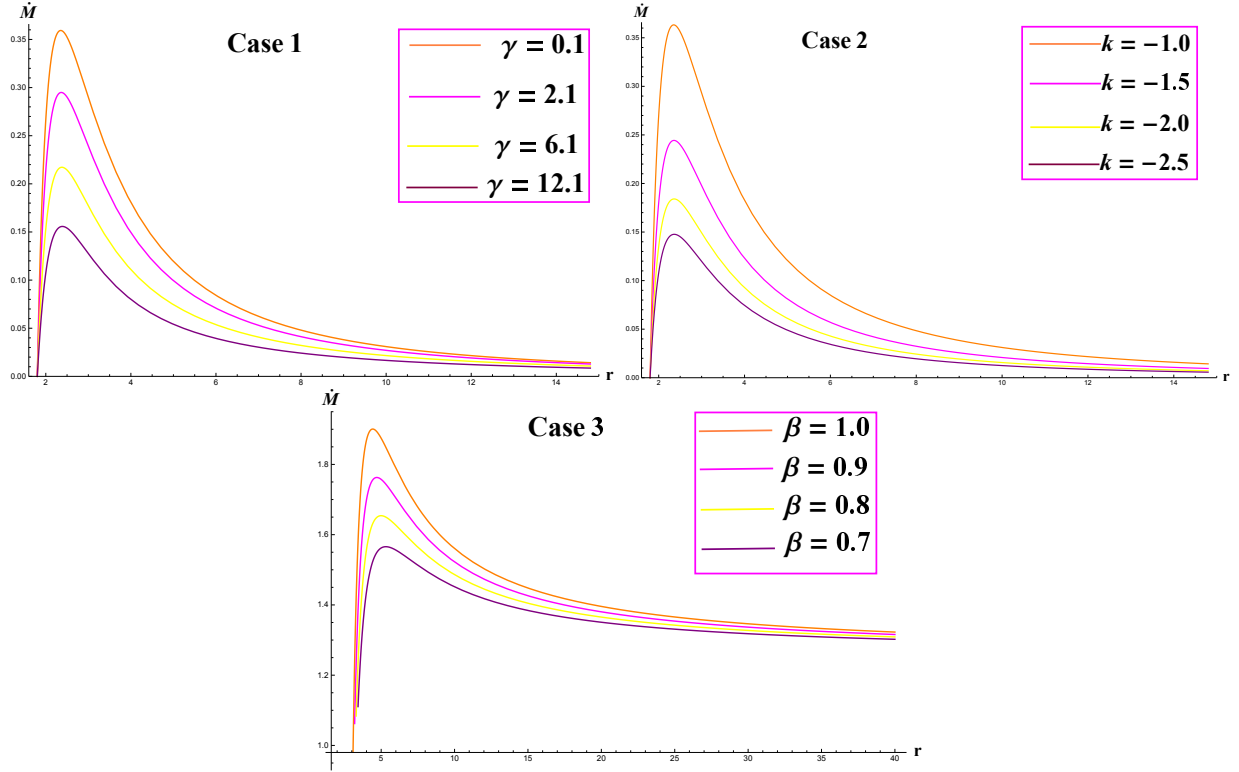 Ṁ
Case 1
γ = 0.1
γ = 2.1
γ = 6.1
γ = 12.1
0.35
0.30
0.25
0.20
0.15
0.10
0.05
0.00
2 4 6 8 10 12 14 r
Ṁ
Case 2
k = −1.0
k = −1.5
k = −2.0
k = −2.5
0.35
0.30
0.25
0.20
0.15
0.10
0.05
0.00
2 4 6 8 10 12 14 r
Ṁ
Case 3
β = 1.0
β = 0.9
β = 0.8
β = 0.7
1.8
1.6
1.4
1.2
1.0
5 10 15 20 25 30 35 40 r